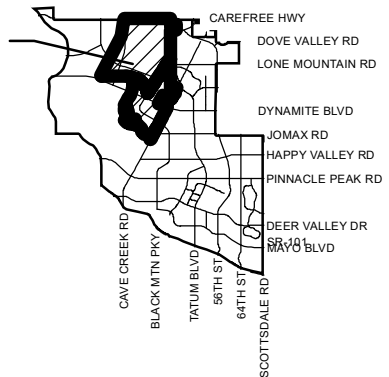 CAREFREE HWY
DOVE VALLEY RD
LONE MOUNTAIN RD
DYNAMITE BLVD
JOMAX RD
HAPPY VALLEY RD
PINNACLE PEAK RD
DEER VALLEY DR
SR-101
MAYO BLVD
CAVE CREEK RD
BLACK MTN PKY
TATUM BLVD
56TH ST
64TH ST
SCOTTSDALE RD